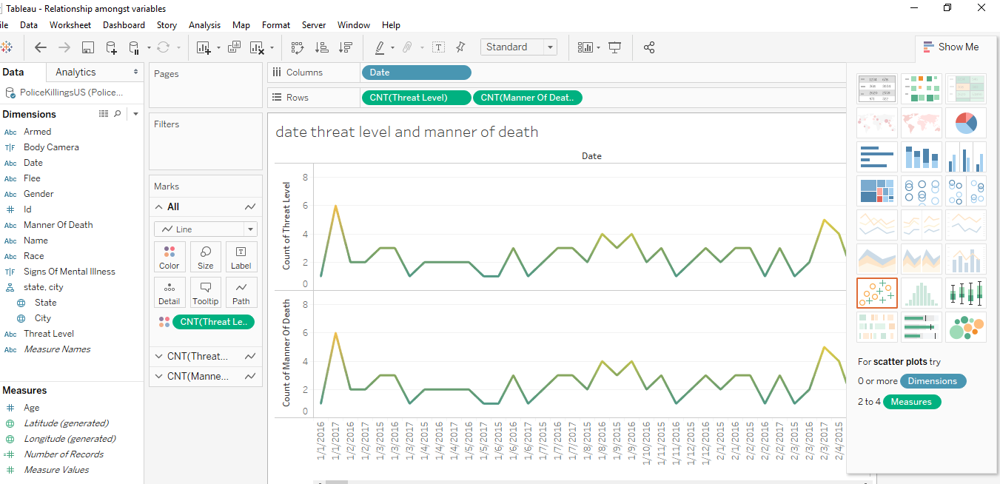 Tableau - Relationship amongst variables
ile Data Worksheet Dashboard Story Analysis Map Format Server Window Help
Standard
Show Me
Data Analytics
PoliceKillingsUS (Police...
Dimensions
Abc Armed
T|F Body Camera
Abc Date
Abc Flee
Abc Gender
# Id
Abc Manner Of Death
Abc Name
Abc Race
T|F Signs Of Mental Illness
state, city
State
City
Abc Threat Level
Abc Measure Names
Measures
# Age
Latitude (generated)
Longitude (generated)
=# Number of Records
# Measure Values
Pages
Filters
Marks
All
Line
Color Size Label
Detail Tooltip Path
CNT(Threat Le..
CNT(Threat...
CNT(Manne...
Columns Date
Rows CNT(Threat Level) CNT(Manner Of Deat..
date threat level and manner of death
Date
Count of Threat Level
8
6
4
2
0
Count of Manner Of Death
8
6
4
2
0
1/1/2016 1/1/2017 1/2/2016 1/2/2017 1/3/2015 1/3/2016 1/3/2017 1/4/2015 1/4/2016 1/4/2017 1/5/2016 1/5/2017 1/6/2015 1/6/2016 1/6/2017 1/7/2015 1/7/2016 1/7/2017 1/8/2015 1/8/2016 1/9/2015 1/9/2016 1/10/2016 1/11/2015 1/11/2016 1/12/2016 1/12/2016 2/1/2015 2/1/2016 2/2/2015 2/2/2016 2/2/2017 2/3/2015 2/3/2016 2/3/2017 2/4/2015
For scatter plots try
0 or more Dimensions
2 to 4 Measures